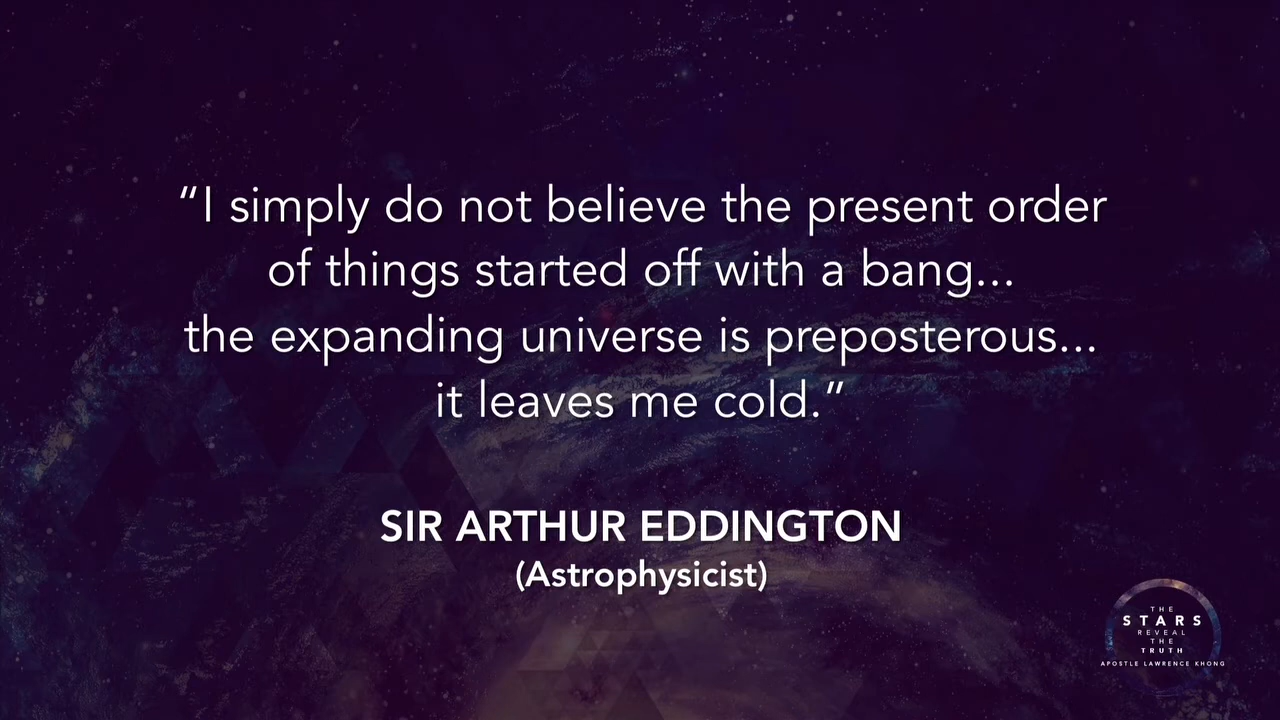 “I simply do not believe the present order
of things started off with a bang...
the expanding universe is preposterous...
it leaves me cold.”
SIR ARTHUR EDDINGTON
(Astrophysicist)
THE
STARS
REVEAL
THE
TRUTH
APOSTLE LAWRENCE KHONG